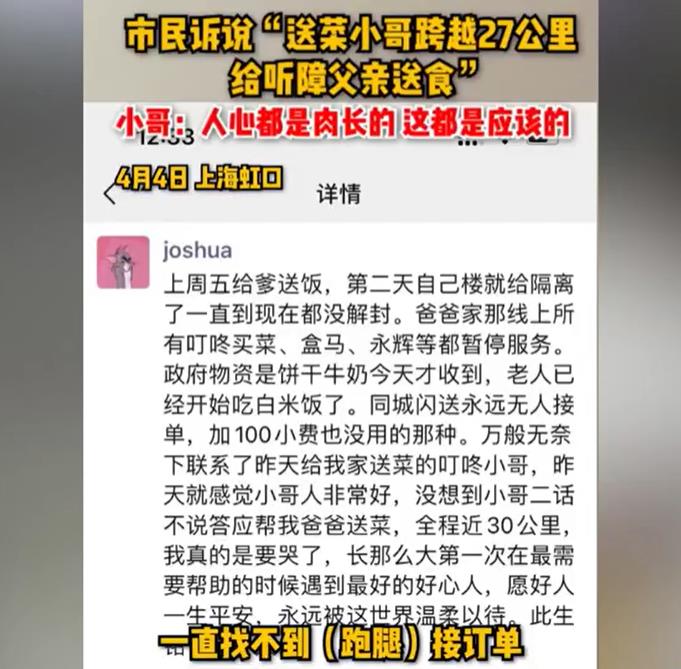 市民诉说“送菜小哥跨越27公里
给听障父亲送食”
小哥：人心都是肉长的 这都是应该的
12:33
4月4日 上海虹口
详情
joshua
上周五给爹送饭，第二天自己楼就给隔离
了一直到现在都没解封。爸爸家那线上所
有叮咚买菜、盒马、永辉等都暂停服务。
政府物资是饼干牛奶今天才收到，老人已
经开始吃白米饭了。同城闪送永远无人接
单，加100小费也没用的那种。万般无奈
下联系了昨天给我家送菜的叮咚小哥，昨
天就感觉小哥人非常好，没想到小哥二话
不说答应帮我爸爸送菜，全程近30公里，
我真的是要哭了，长那么大第一次在最需
要帮助的时候遇到最好的好心人，愿好人
一生平安，永远被这世界温柔以待。此生
一直找不到（跑腿）接订单